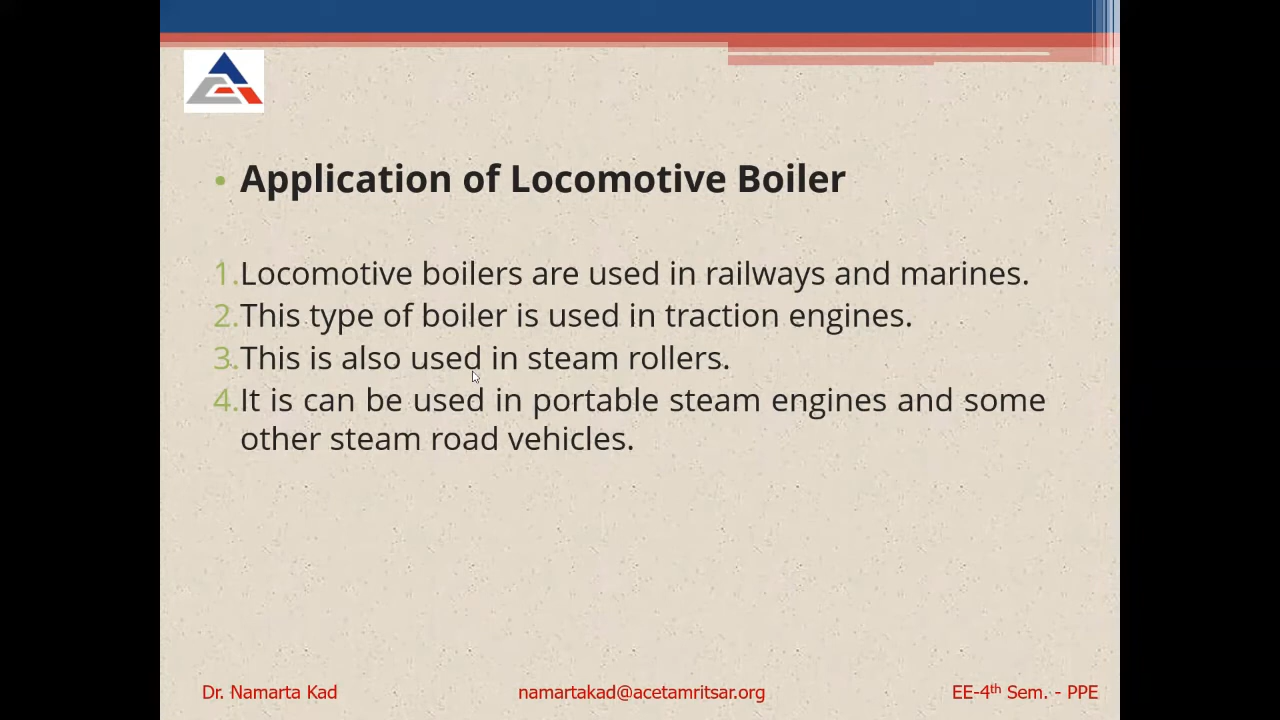 • Application of Locomotive Boiler
1. Locomotive boilers are used in railways and marines.
2. This type of boiler is used in traction engines.
3. This is also used in steam rollers.
4. It is can be used in portable steam engines and some
other steam road vehicles.
Dr. Namarta Kad namartakad@acetamritsar.org EE-4th Sem. - PPE